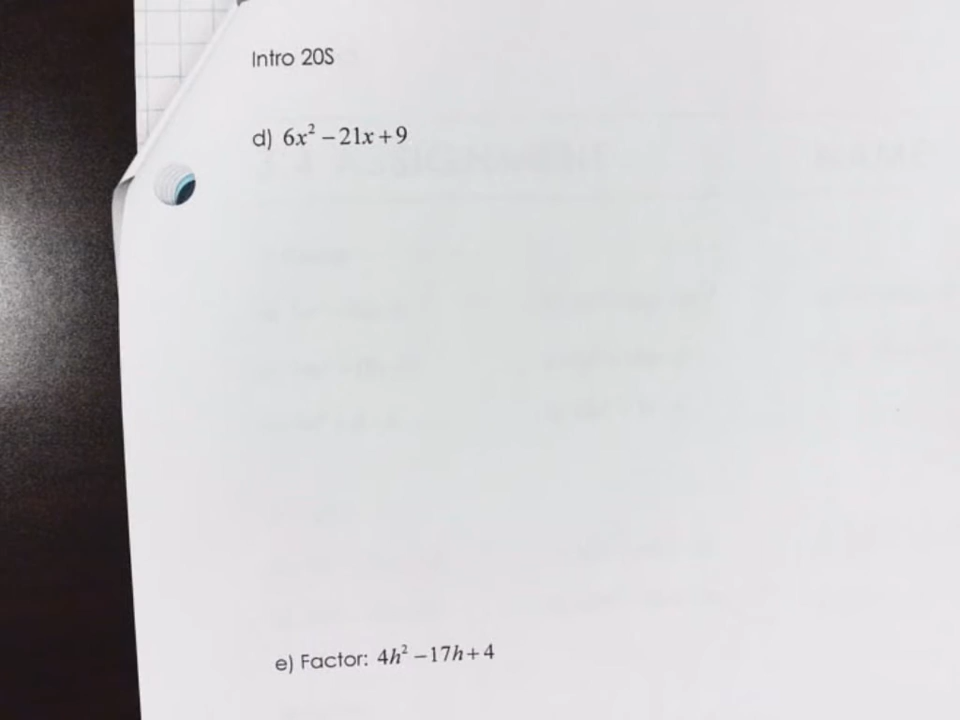 Intro 20S
d) 6x² – 21x + 9
e) Factor: 4h² – 17h + 4